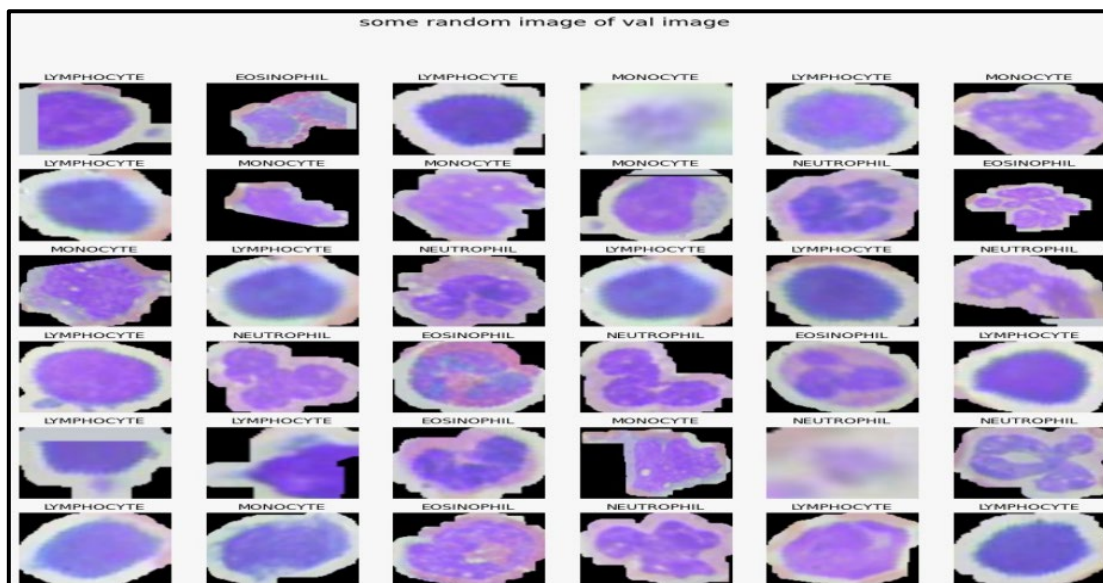 some random image of val image
LYMPHOCYTE EOSINOPHIL LYMPHOCYTE MONOCYTE LYMPHOCYTE MONOCYTE
LYMPHOCYTE MONOCYTE MONOCYTE MONOCYTE NEUTROPHIL EOSINOPHIL
MONOCYTE LYMPHOCYTE NEUTROPHIL LYMPHOCYTE LYMPHOCYTE NEUTROPHIL
LYMPHOCYTE NEUTROPHIL EOSINOPHIL NEUTROPHIL EOSINOPHIL LYMPHOCYTE
LYMPHOCYTE LYMPHOCYTE EOSINOPHIL MONOCYTE NEUTROPHIL NEUTROPHIL
LYMPHOCYTE MONOCYTE EOSINOPHIL NEUTROPHIL LYMPHOCYTE LYMPHOCYTE